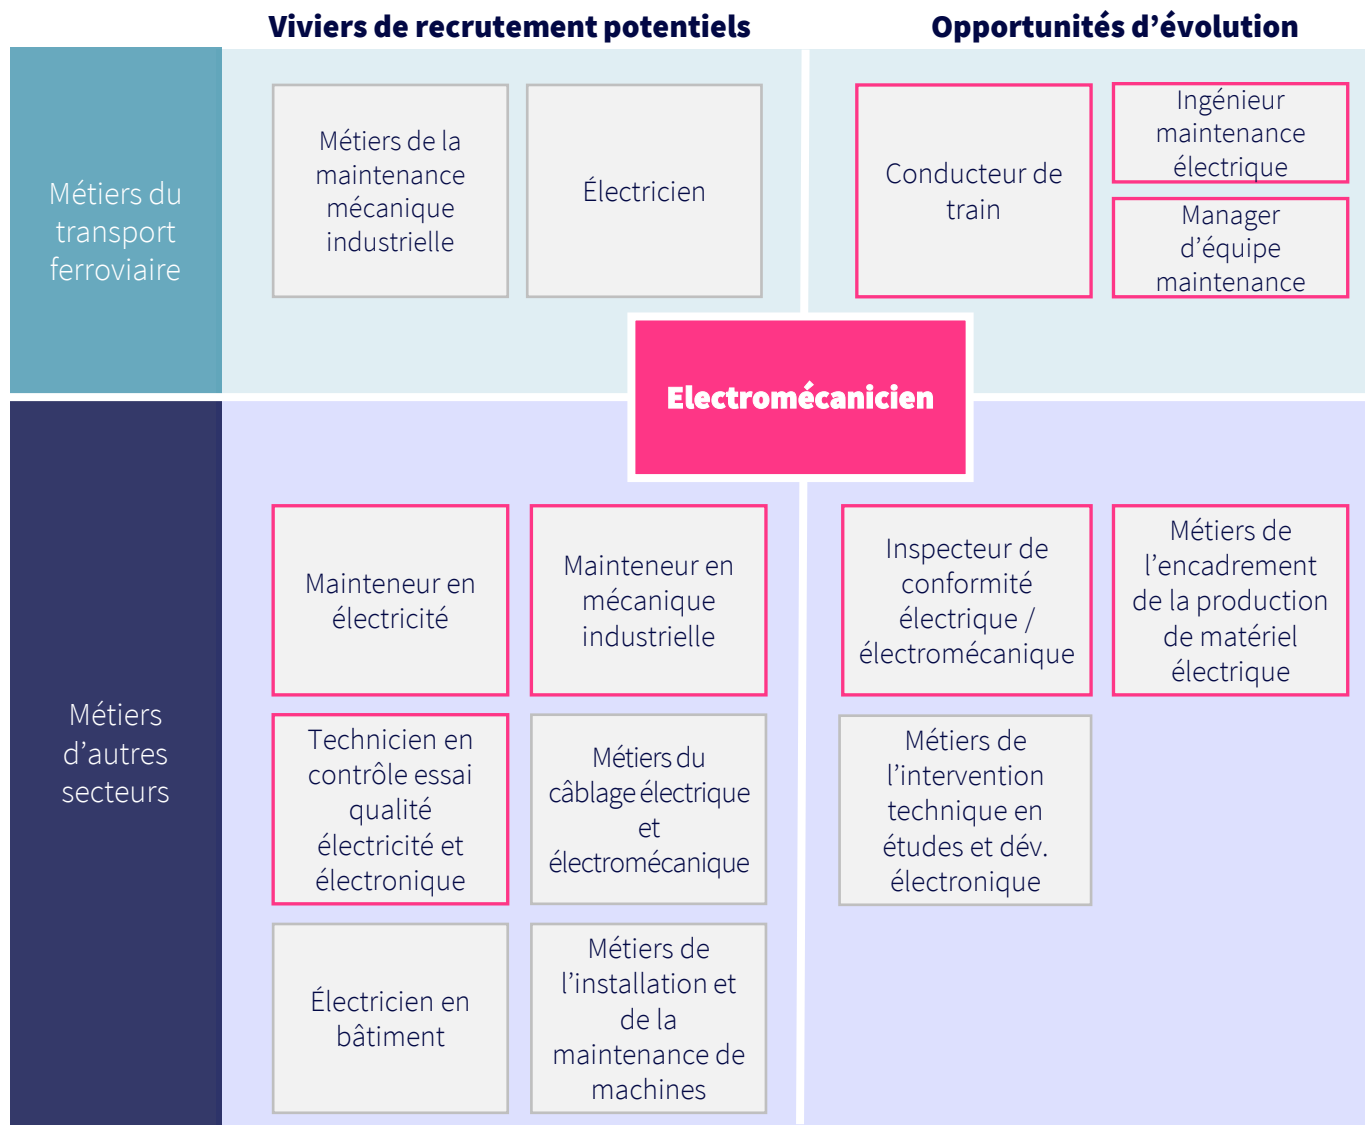 Viviers de recrutement potentiels
Opportunités d’évolution
Métiers du
transport
ferroviaire
Métiers de la
maintenance
mécanique
industrielle
Électricien
Conducteur de
train
Ingénieur
maintenance
électrique
Manager
d’équipe
maintenance
Electromécanicien
Métiers
d’autres
secteurs
Mainteneur en
électricité
Mainteneur en
mécanique
industrielle
Inspecteur de
conformité
électrique /
électromécanique
Métiers de
l’encadrement
de la production
de matériel
électrique
Technicien en
contrôle essai
qualité
électricité et
électronique
Métiers du
câblage électrique
et
électromécanique
Métiers de
l’intervention
technique en
études et dév.
électronique
Électricien en
bâtiment
Métiers de
l’installation et
de la
maintenance de
machines